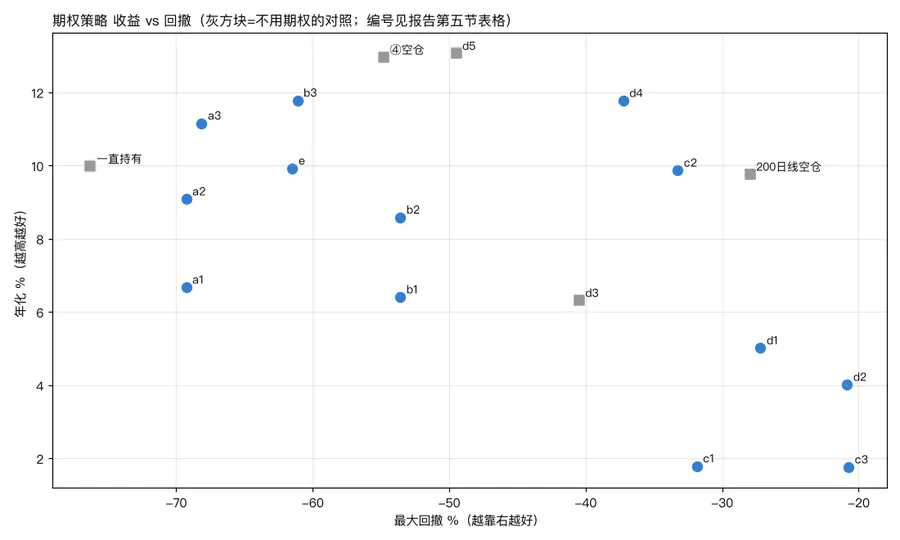 期权策略 收益 vs 回撤（灰方块=不用期权的对照；编号见报告第五节表格）
④空仓
d5
b3
d4
a3
一直持有
e
c2
200日线空仓
a2
b2
a1
b1
d3
d1
d2
c1
c3
12
10
8
6
4
2
年化 %（越高越好）
−70
−60
−50
−40
−30
−20
最大回撤 %（越靠右越好）